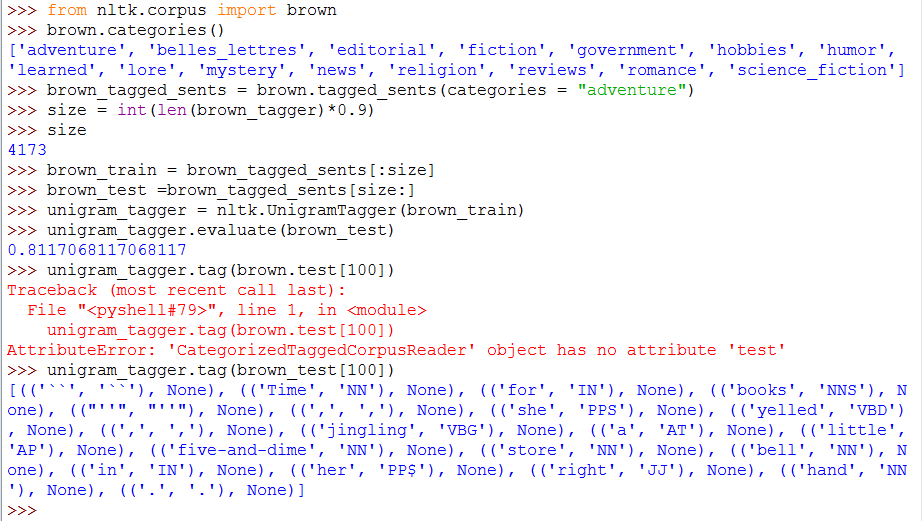 >>> from nltk.corpus import brown
>>> brown.categories()
['adventure', 'belles_lettres', 'editorial', 'fiction', 'government', 'hobbies', 'humor',
'learned', 'lore', 'mystery', 'news', 'religion', 'reviews', 'romance', 'science_fiction']
>>> brown_tagged_sents = brown.tagged_sents(categories = "adventure")
>>> size = int(len(brown_tagger)*0.9)
>>> size
4173
>>> brown_train = brown_tagged_sents[:size]
>>> brown_test =brown_tagged_sents[size:]
>>> unigram_tagger = nltk.UnigramTagger(brown_train)
>>> unigram_tagger.evaluate(brown_test)
0.8117068117068117
>>> unigram_tagger.tag(brown.test[100])
Traceback (most recent call last):
  File "<pyshell#79>", line 1, in <module>
    unigram_tagger.tag(brown.test[100])
AttributeError: 'CategorizedTaggedCorpusReader' object has no attribute 'test'
>>> unigram_tagger.tag(brown_test[100])
[(('``', '``'), None), (('Time', 'NN'), None), (('for', 'IN'), None), (('books', 'NNS'), N
one), (("''", "''"), None), ((',', ','), None), (('she', 'PPS'), None), (('yelled', 'VBD')
, None), ((',', ','), None), (('jingling', 'VBG'), None), (('a', 'AT'), None), (('little',
'AP'), None), (('five-and-dime', 'NN'), None), (('store', 'NN'), None), (('bell', 'NN'), N
one), (('in', 'IN'), None), (('her', 'PP$'), None), (('right', 'JJ'), None), (('hand', 'NN
'), None), (('.', '.'), None)]
>>>